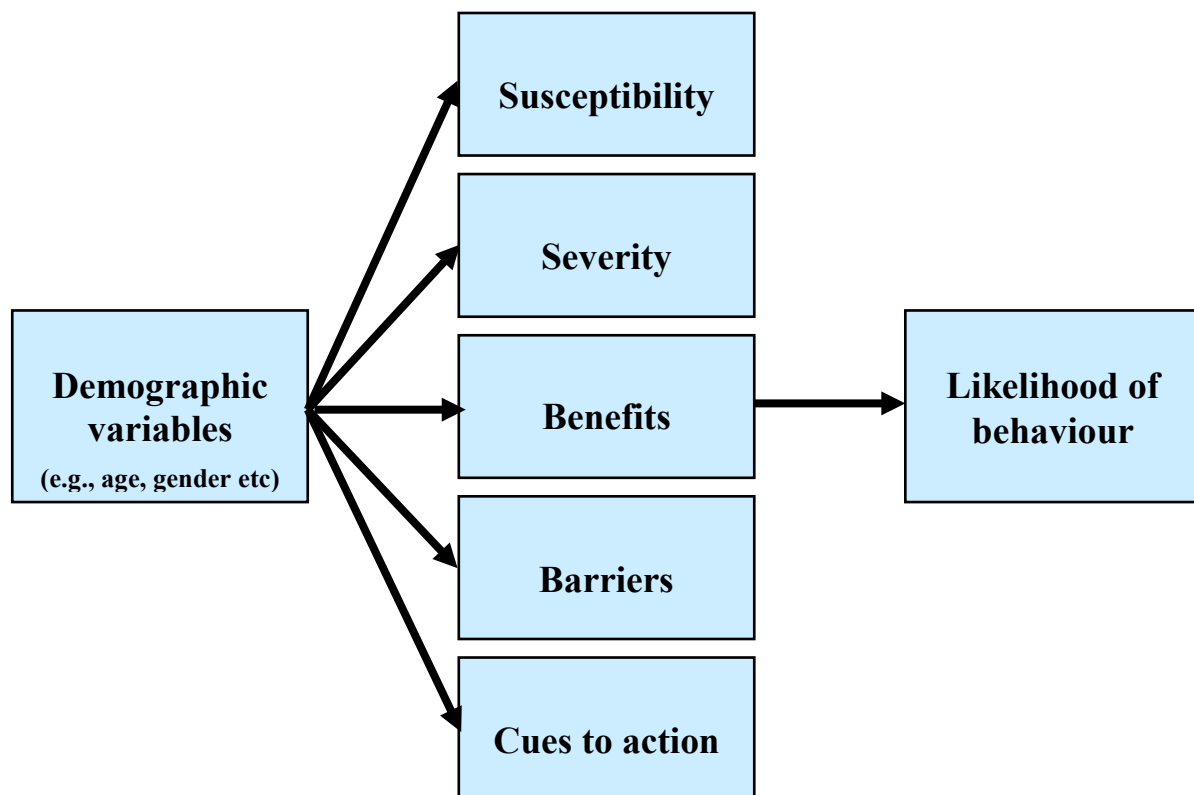 Susceptibility
Severity
Demographic
variables
(e.g., age, gender etc)
Benefits
Likelihood of
behaviour
Barriers
Cues to action